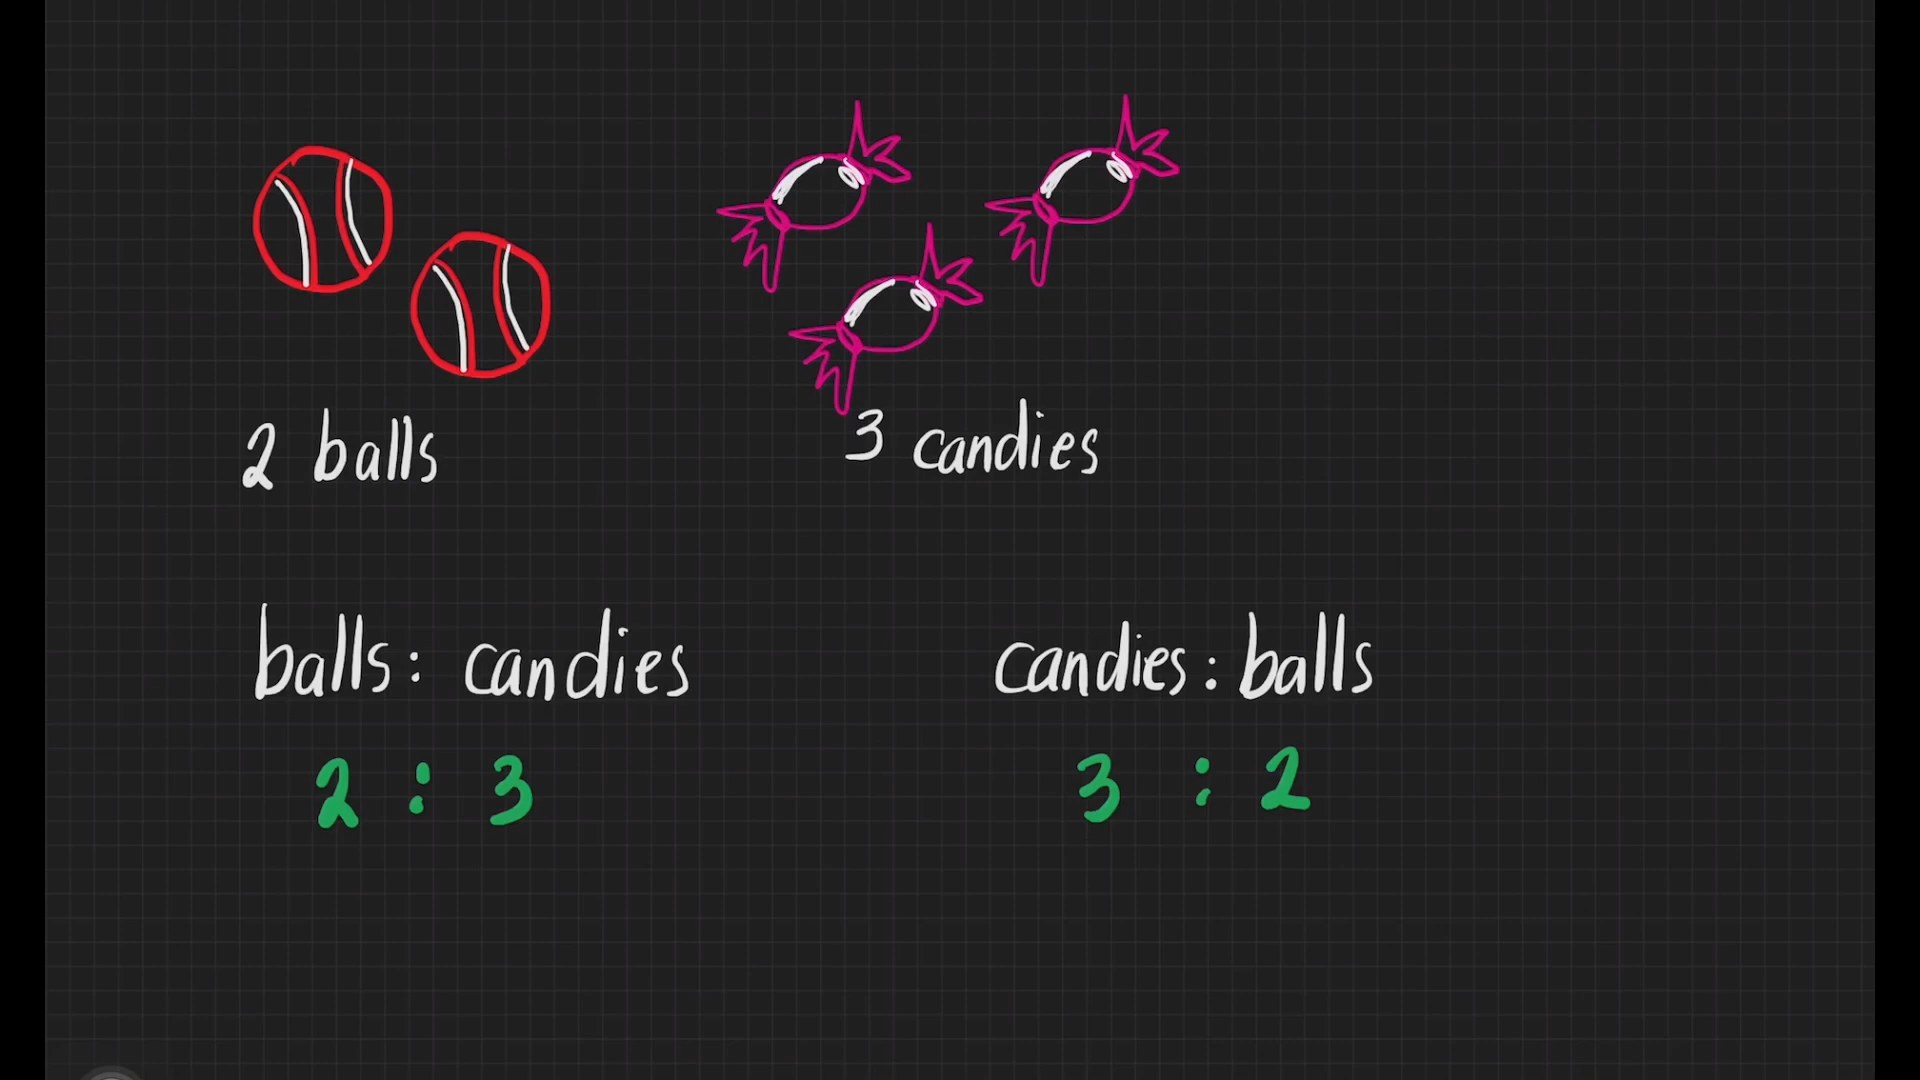 2 balls
3 candies
balls: candies
candies: balls
2 : 3
3 : 2